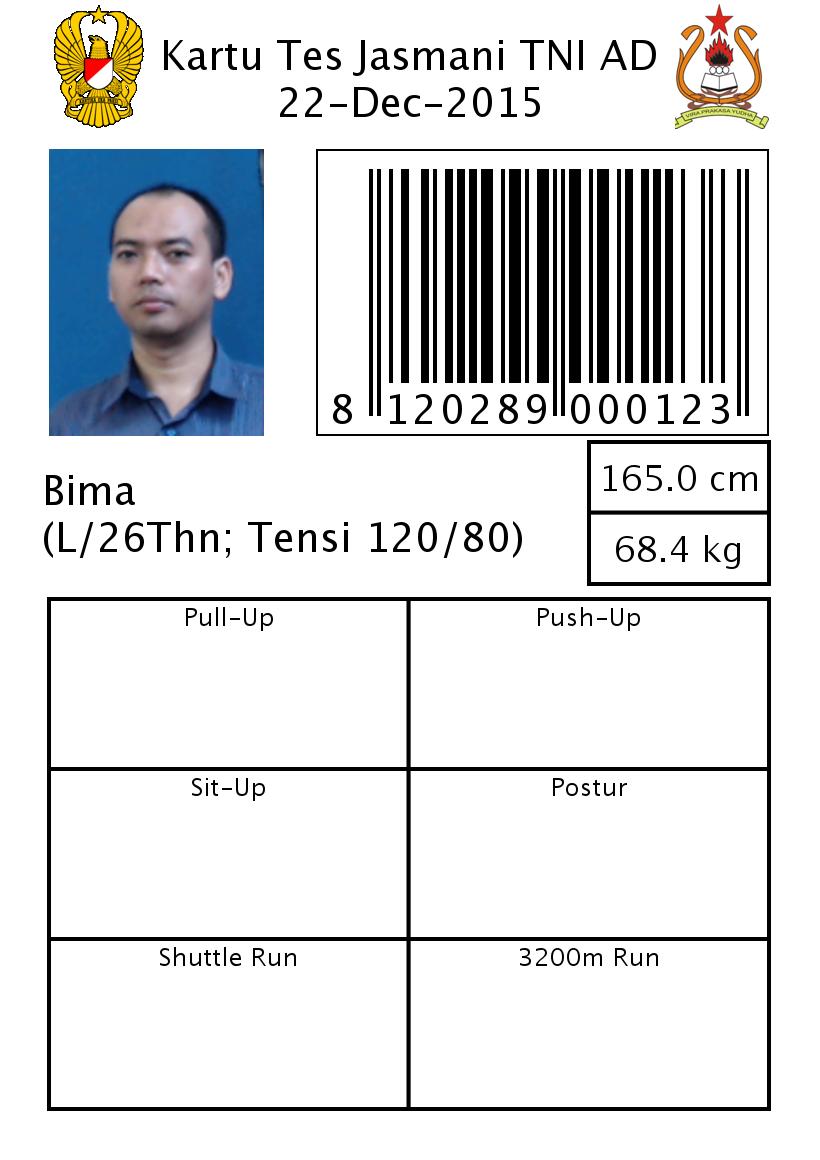 Kartu Tes Jasmani TNI AD
22-Dec-2015
VIRA PRAKASA YUDHA
8 120289 000123
Bima
(L/26Thn; Tensi 120/80)
165.0 cm
68.4 kg
Pull-Up
Push-Up
Sit-Up
Postur
Shuttle Run
3200m Run